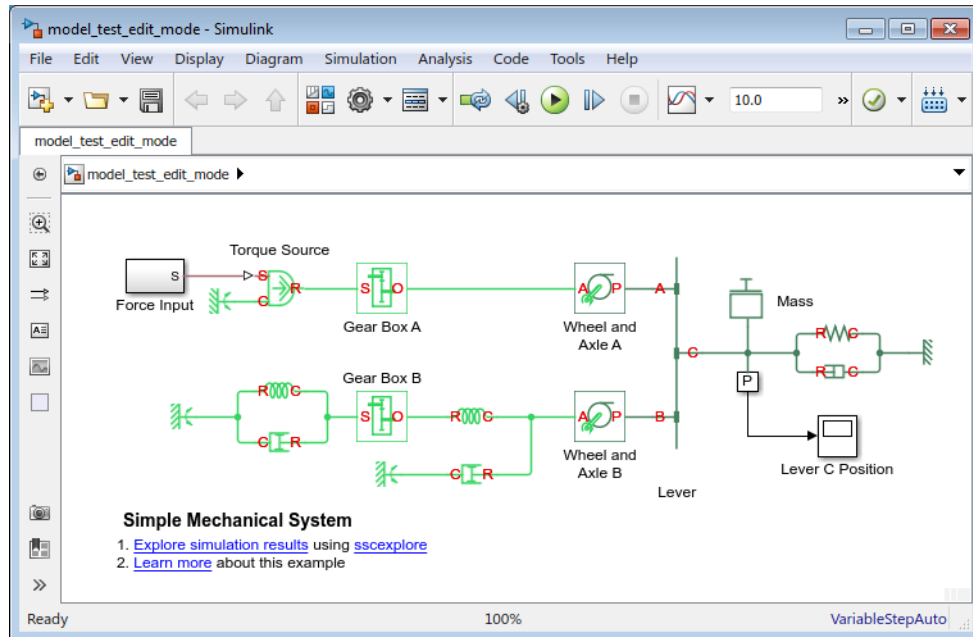 model_test_edit_mode - Simulink
File Edit View Display Diagram Simulation Analysis Code Tools Help
10.0
model_test_edit_mode
model_test_edit_mode
Torque Source
S
S
C
R
Force Input
S
O
Gear Box A
A
P
Wheel and
Axle A
A
Mass
C
R
C
R
C
P
Gear Box B
R
C
C
R
S
O
R
C
A
P
B
C
R
Wheel and
Axle B
Lever
Lever C Position
Simple Mechanical System
1. Explore simulation results using sscexplore
2. Learn more about this example
Ready 100% VariableStepAuto